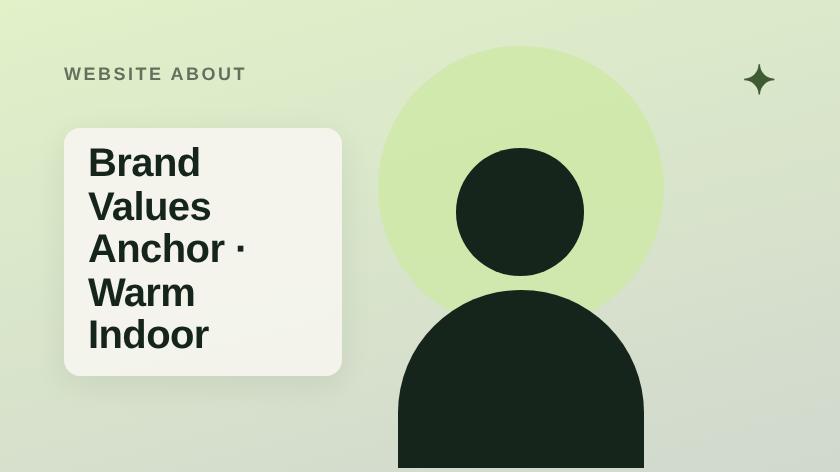 WEBSITE ABOUT
Brand
Values
Anchor ·
Warm
Indoor